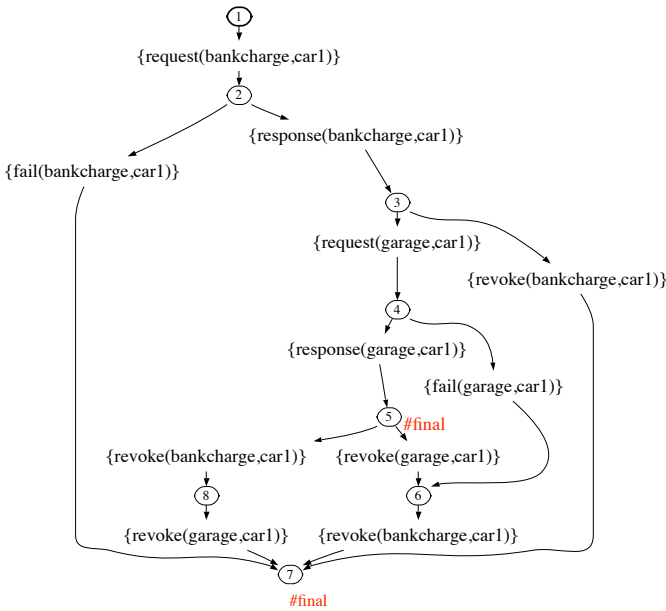 1
{request(bankcharge,car1)}
2
{response(bankcharge,car1)}
{fail(bankcharge,car1)}
3
{request(garage,car1)}
{revoke(bankcharge,car1)}
4
{response(garage,car1)}
{fail(garage,car1)}
5 #final
{revoke(bankcharge,car1)} {revoke(garage,car1)}
8 6
{revoke(garage,car1)} {revoke(bankcharge,car1)}
7
#final